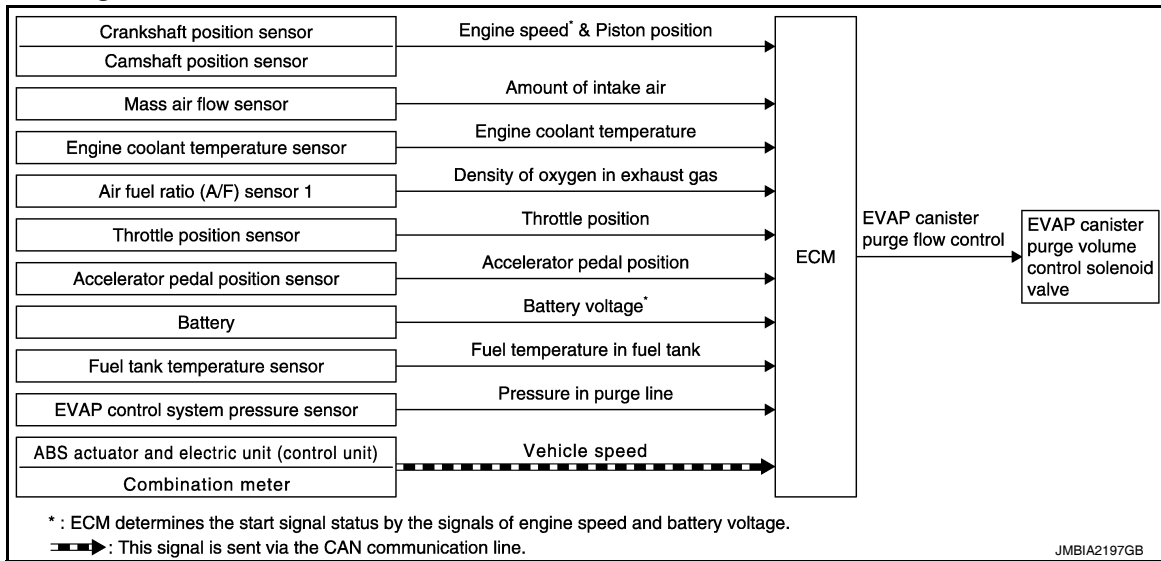 Crankshaft position sensor
Camshaft position sensor
Engine speed* & Piston position
Mass air flow sensor
Amount of intake air
Engine coolant temperature sensor
Engine coolant temperature
Air fuel ratio (A/F) sensor 1
Density of oxygen in exhaust gas
Throttle position sensor
Throttle position
Accelerator pedal position sensor
Accelerator pedal position
Battery
Battery voltage*
Fuel tank temperature sensor
Fuel temperature in fuel tank
EVAP control system pressure sensor
Pressure in purge line
ABS actuator and electric unit (control unit)
Combination meter
Vehicle speed
ECM
EVAP canister
purge flow control
EVAP canister
purge volume
control solenoid
valve
* : ECM determines the start signal status by the signals of engine speed and battery voltage.
: This signal is sent via the CAN communication line.
JMBIA2197GB